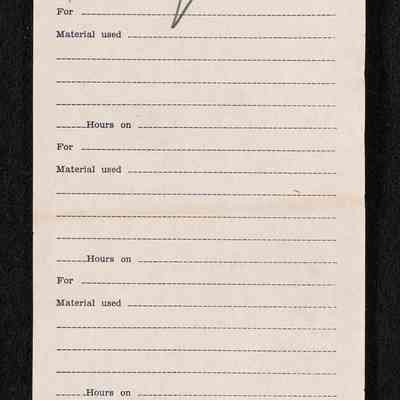 For
Material used
Hours on
For
Material used
Hours on
For
Material used
Hours on